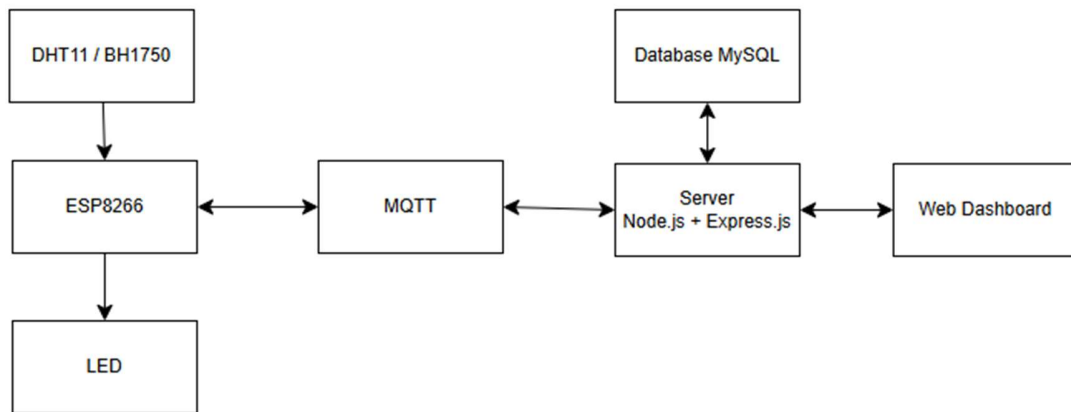 DHT11 / BH1750
Database MySQL
ESP8266
MQTT
Server
Node.js + Express.js
Web Dashboard
LED